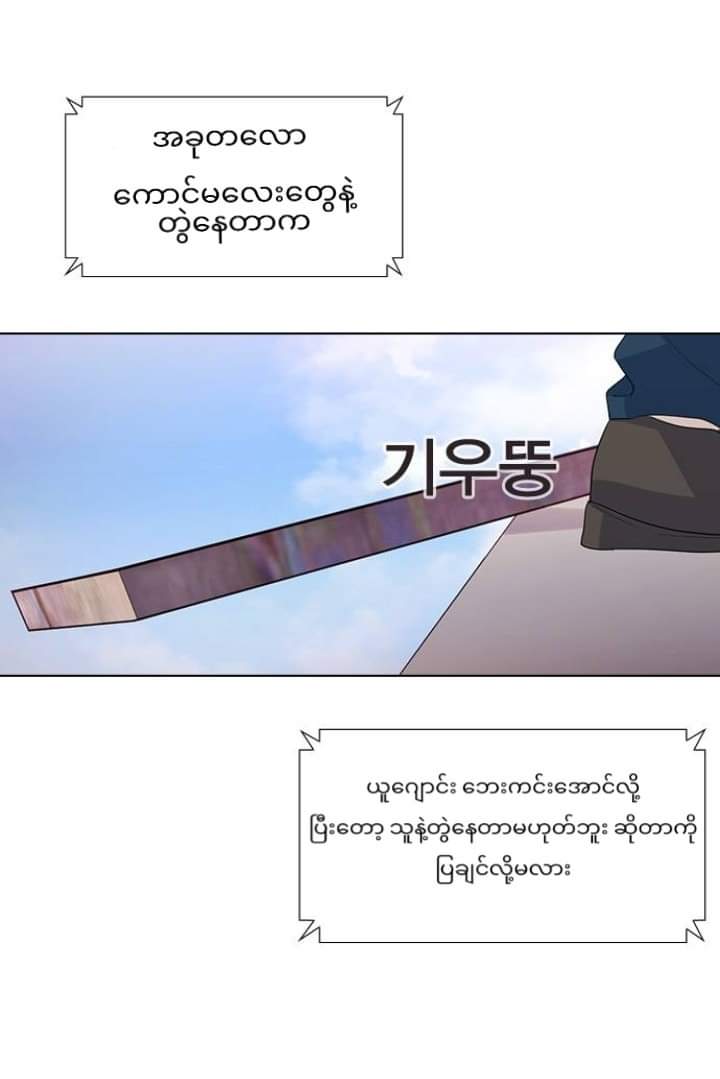 အခုတလော
ကောင်မလေးတွေနဲ့
တွဲနေတာက
기우뚱
ယူဂျောင်း ဘေးကင်းအောင်လို့
ပြီးတော့ သူနဲ့တွဲနေတာမဟုတ်ဘူး ဆိုတာကို
ပြချင်လို့မလား